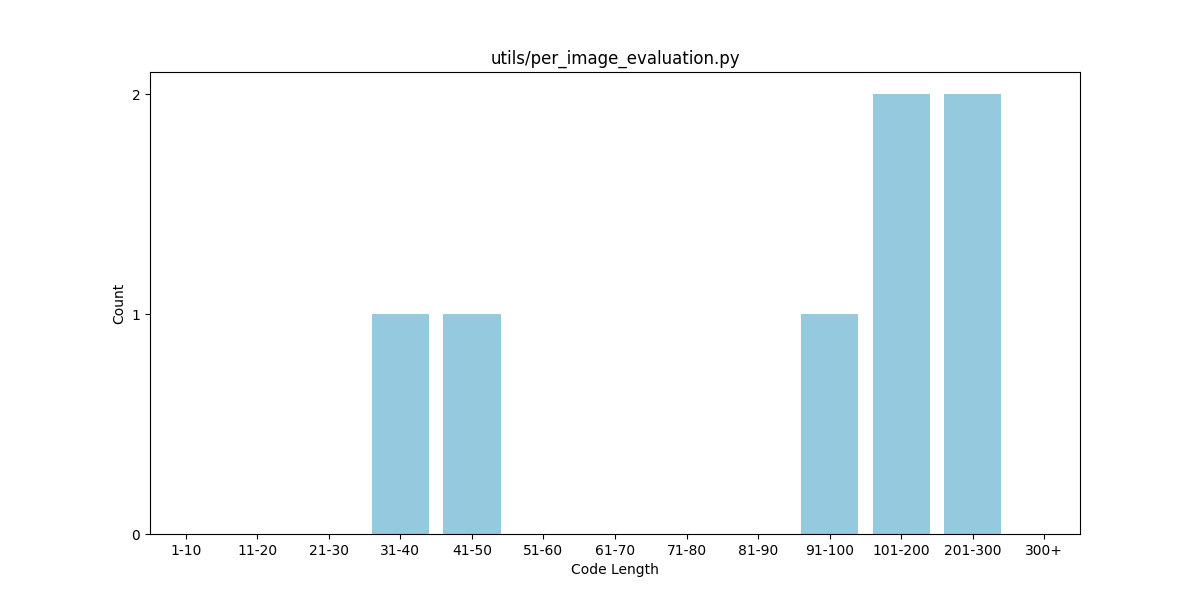 utils/per_image_evaluation.py
Count
2
1
0
1-10 11-20 21-30 31-40 41-50 51-60 61-70 71-80 81-90 91-100 101-200 201-300 300+
Code Length